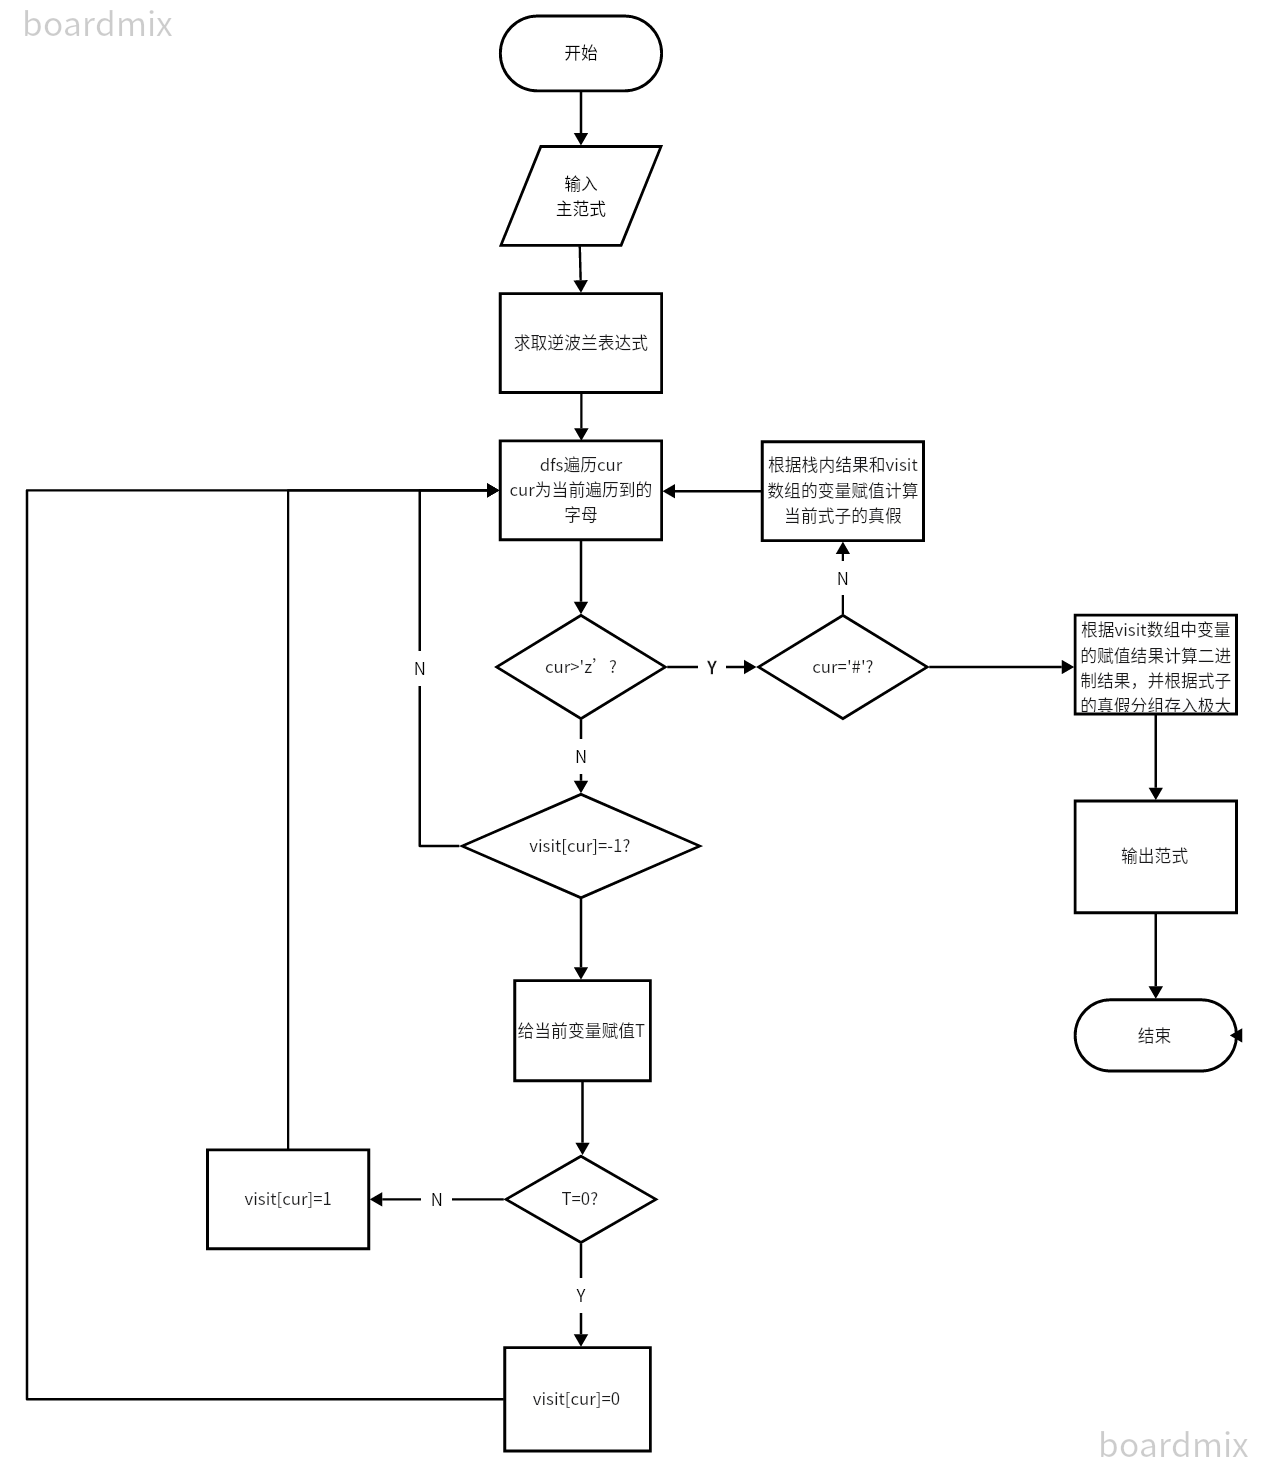 boardmix
开始
输入
主范式
求取逆波兰表达式
dfs遍历cur
cur为当前遍历到的
字母
根据栈内结果和visit
数组的变量赋值计算
当前式子的真假
N
cur>'z’？
Y
cur='#'?
根据visit数组中变量
的赋值结果计算二进
制结果，并根据式子
的真假分组存入极大
N
N
visit[cur]=-1?
输出范式
给当前变量赋值T
结束
visit[cur]=1
N
T=0?
Y
visit[cur]=0
boardmix